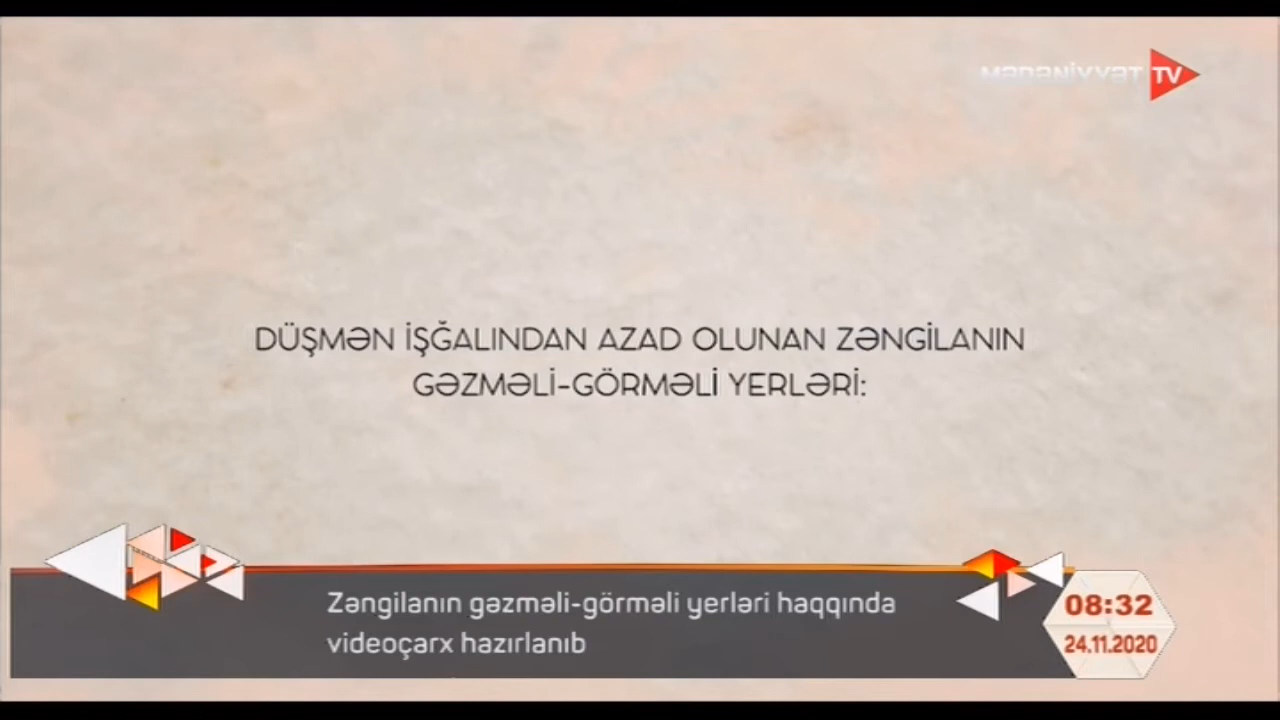 MƏDƏNİYYƏT TV
DÜŞMƏN İŞĞALINDAN AZAD OLUNAN ZƏNGİLANIN
GƏZMƏLİ-GÖRMƏLİ YERLƏRİ:
Zəngilanın gəzməli-görməli yerləri haqqında
videoçarx hazırlanıb
08:32
24.11.2020